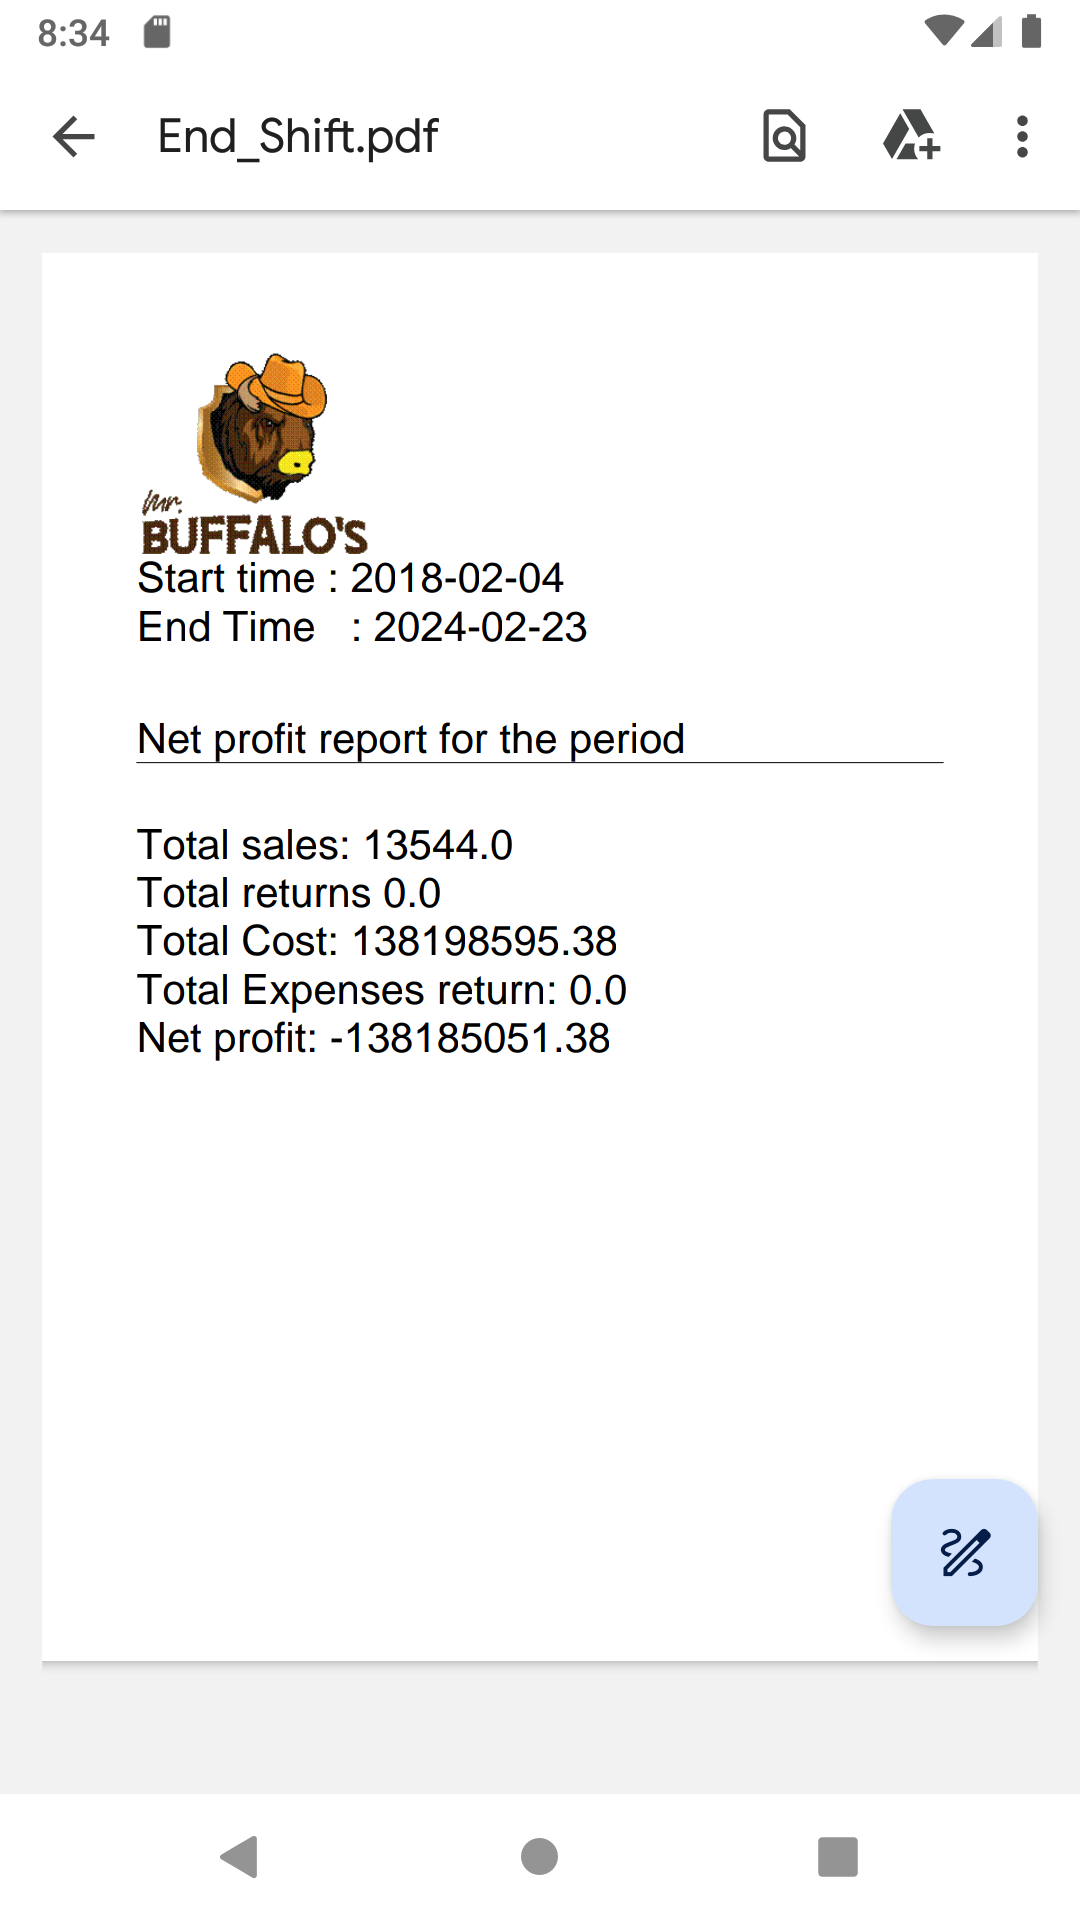 8:34
End_Shift.pdf
Mr.
BUFFALO'S
Start time : 2018-02-04
End Time : 2024-02-23
Net profit report for the period
Total sales: 13544.0
Total returns 0.0
Total Cost: 138198595.38
Total Expenses return: 0.0
Net profit: -138185051.38